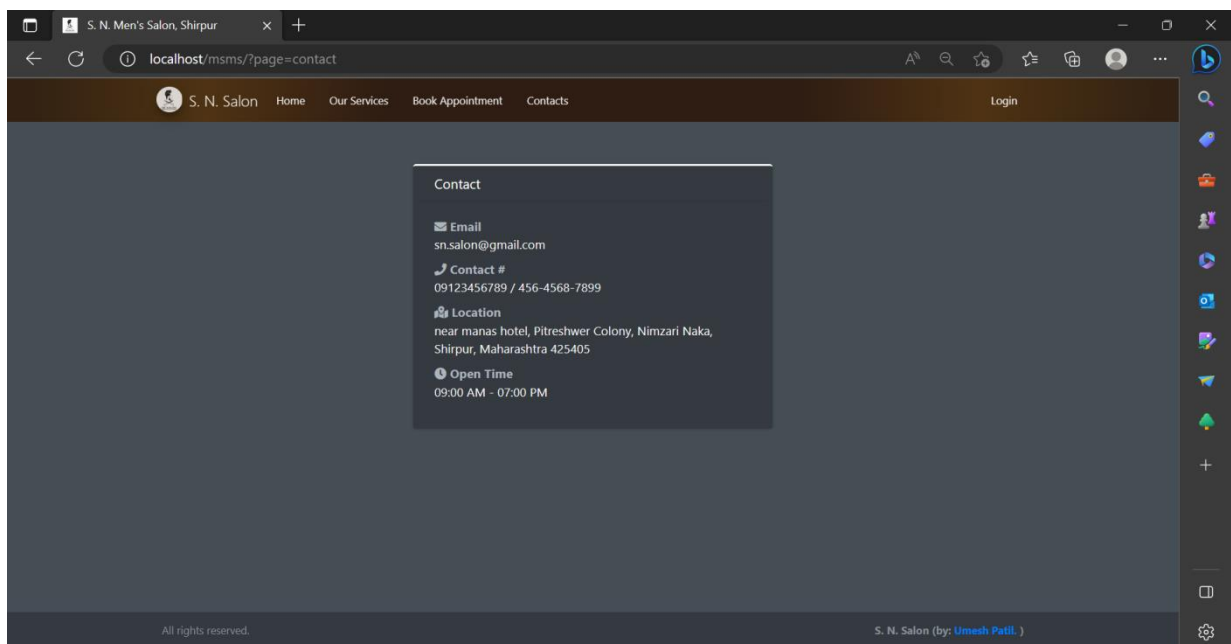 S. N. Men's Salon, Shirpur
localhost/msms/?page=contact
S. N. Salon Home Our Services Book Appointment Contacts Login
Contact
Email
sn.salon@gmail.com
Contact #
09123456789 / 456-4568-7899
Location
near manas hotel, Pitreshwer Colony, Nimzari Naka,
Shirpur, Maharashtra 425405
Open Time
09:00 AM - 07:00 PM
All rights reserved. S. N. Salon (by: Umesh Patil. )